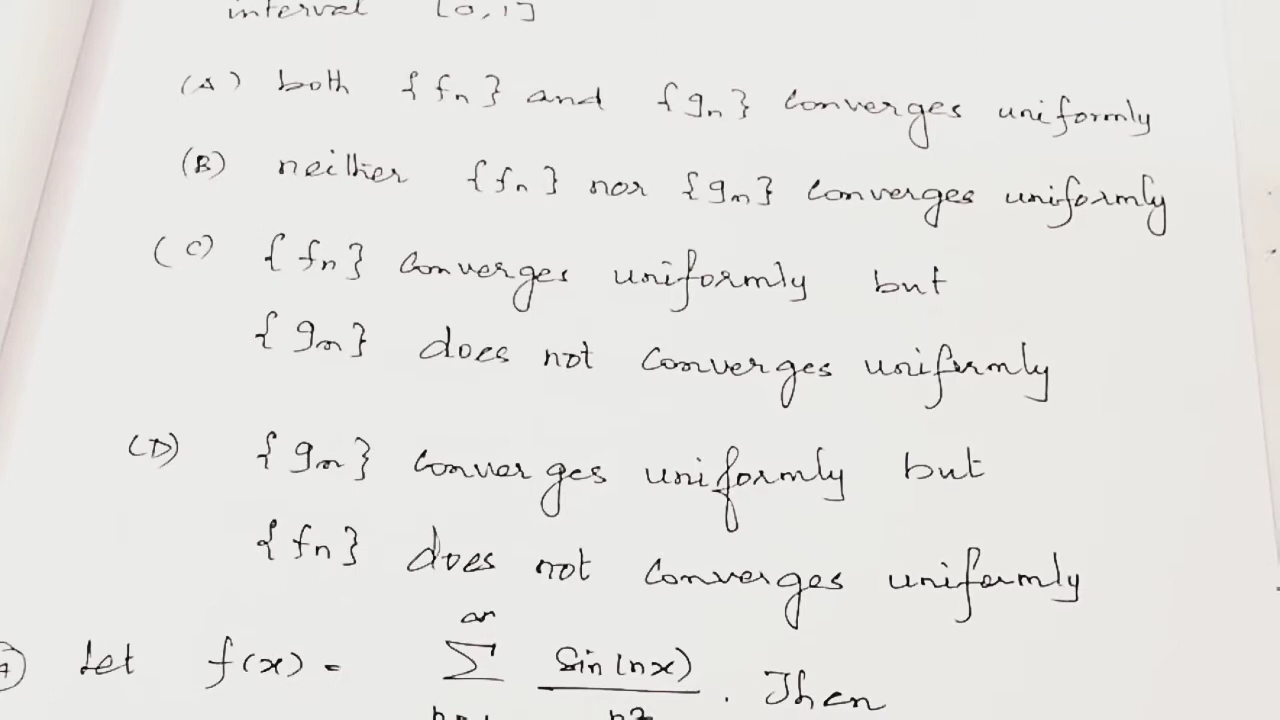 interval [0,1]
(A) both {fn} and {gn} converges uniformly
(B) neither {fn} nor {gn} converges uniformly
(C) {fn} converges uniformly but
{gn} does not converges uniformly
(D) {gn} converges uniformly but
{fn} does not converges uniformly
Let f(x) = ∑ sin(nx) / n2 . Then